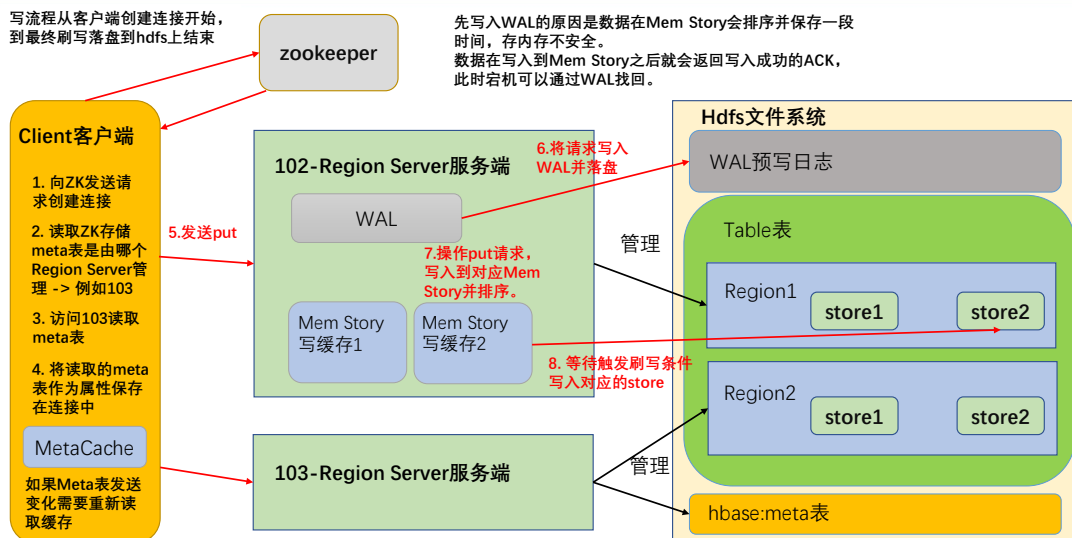 写流程从客户端创建连接开始，
到最终刷写落盘到hdfs上结束
zookeeper
先写入WAL的原因是数据在Mem Story会排序并保存一段
时间，存内存不安全。
数据在写入到Mem Story之后就会返回写入成功的ACK，
此时宕机可以通过WAL找回。
Client客户端
1. 向ZK发送请
求创建连接
2. 读取ZK存储
meta表是由哪个
Region Server管
理 -> 例如103
3. 访问103读取
meta表
4. 将读取的meta
表作为属性保存
在连接中
MetaCache
如果Meta表发送
变化需要重新读
取缓存
5.发送put
102-Region Server服务端
WAL
6.将请求写入
WAL并落盘
7.操作put请求，
写入到对应Mem
Story并排序。
Mem Story
写缓存1
Mem Story
写缓存2
8. 等待触发刷写条件
写入对应的store
103-Region Server服务端
管理
管理
Hdfs文件系统
WAL预写日志
Table表
Region1
store1
store2
Region2
store1
store2
hbase:meta表